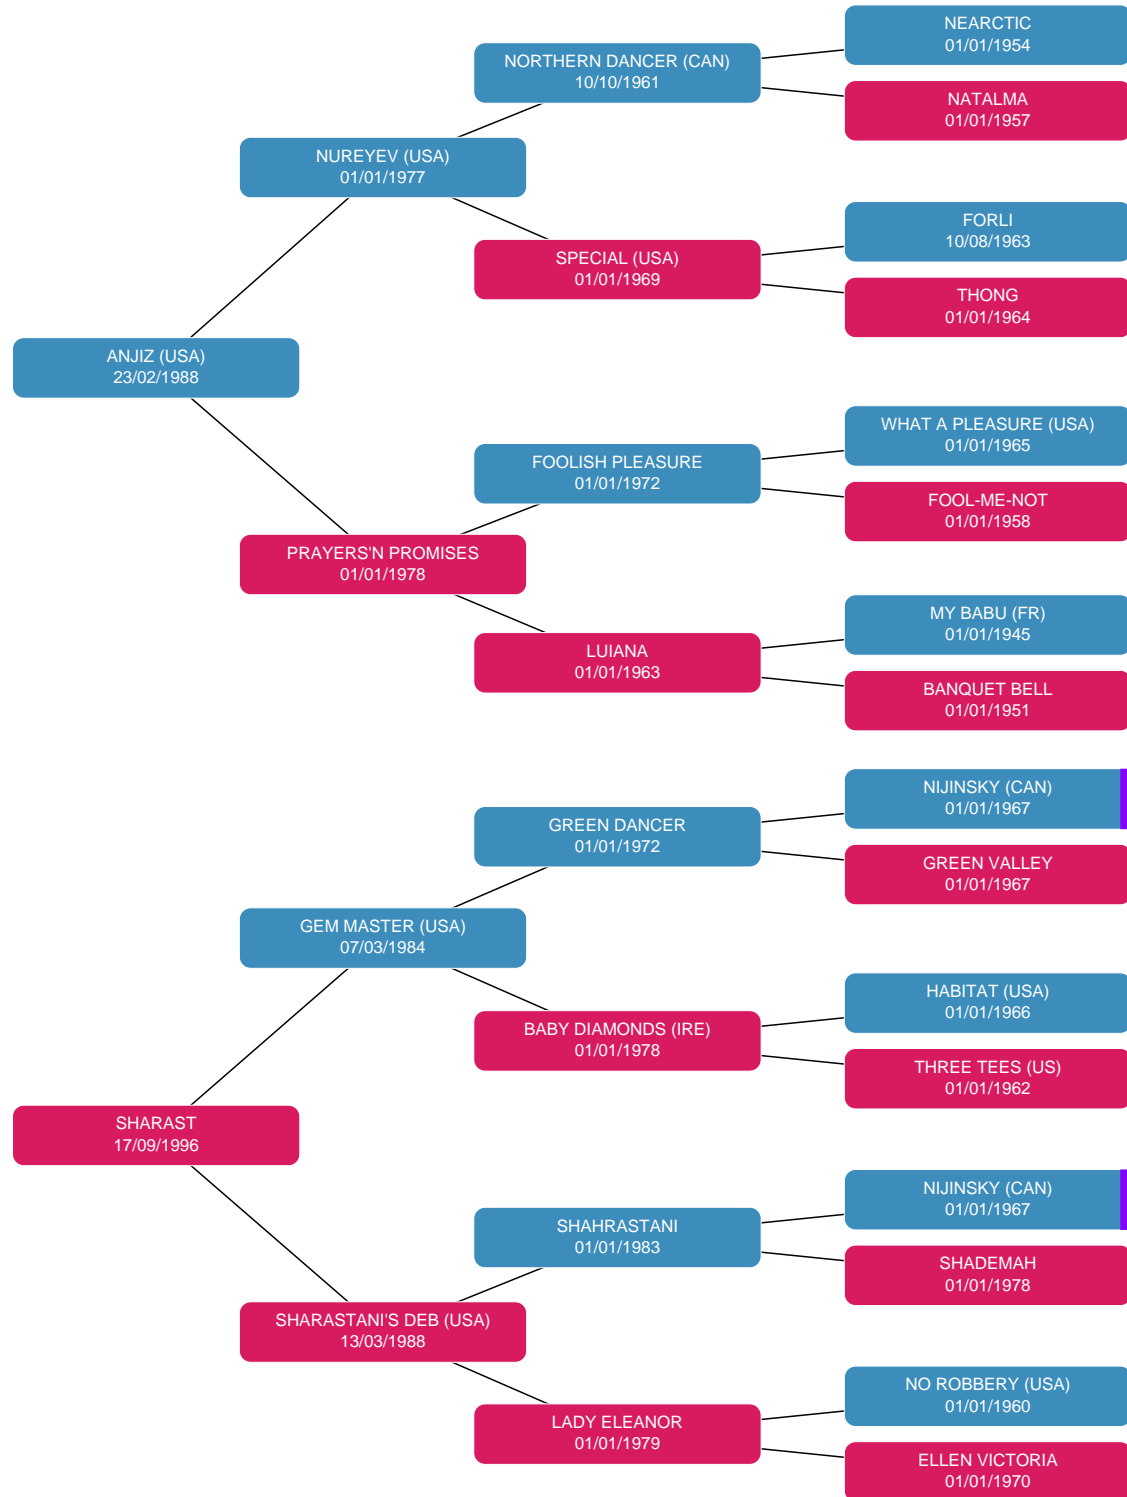 NEARCTIC
01/01/1954
NORTHERN DANCER (CAN)
10/10/1961
NATALMA
01/01/1957
NUREYEV (USA)
01/01/1977
FORLI
10/08/1963
SPECIAL (USA)
01/01/1969
THONG
01/01/1964
ANJIZ (USA)
23/02/1988
WHAT A PLEASURE (USA)
01/01/1965
FOOLISH PLEASURE
01/01/1972
FOOL-ME-NOT
01/01/1958
PRAYERS'N PROMISES
01/01/1978
MY BABU (FR)
01/01/1945
LUIANA
01/01/1963
BANQUET BELL
01/01/1951
NIJINSKY (CAN)
01/01/1967
GREEN DANCER
01/01/1972
GREEN VALLEY
01/01/1967
GEM MASTER (USA)
07/03/1984
HABITAT (USA)
01/01/1966
BABY DIAMONDS (IRE)
01/01/1978
THREE TEES (US)
01/01/1962
SHARAST
17/09/1996
NIJINSKY (CAN)
01/01/1967
SHAHRASTANI
01/01/1983
SHADEMAH
01/01/1978
SHARASTANI'S DEB (USA)
13/03/1988
NO ROBBERY (USA)
01/01/1960
LADY ELEANOR
01/01/1979
ELLEN VICTORIA
01/01/1970